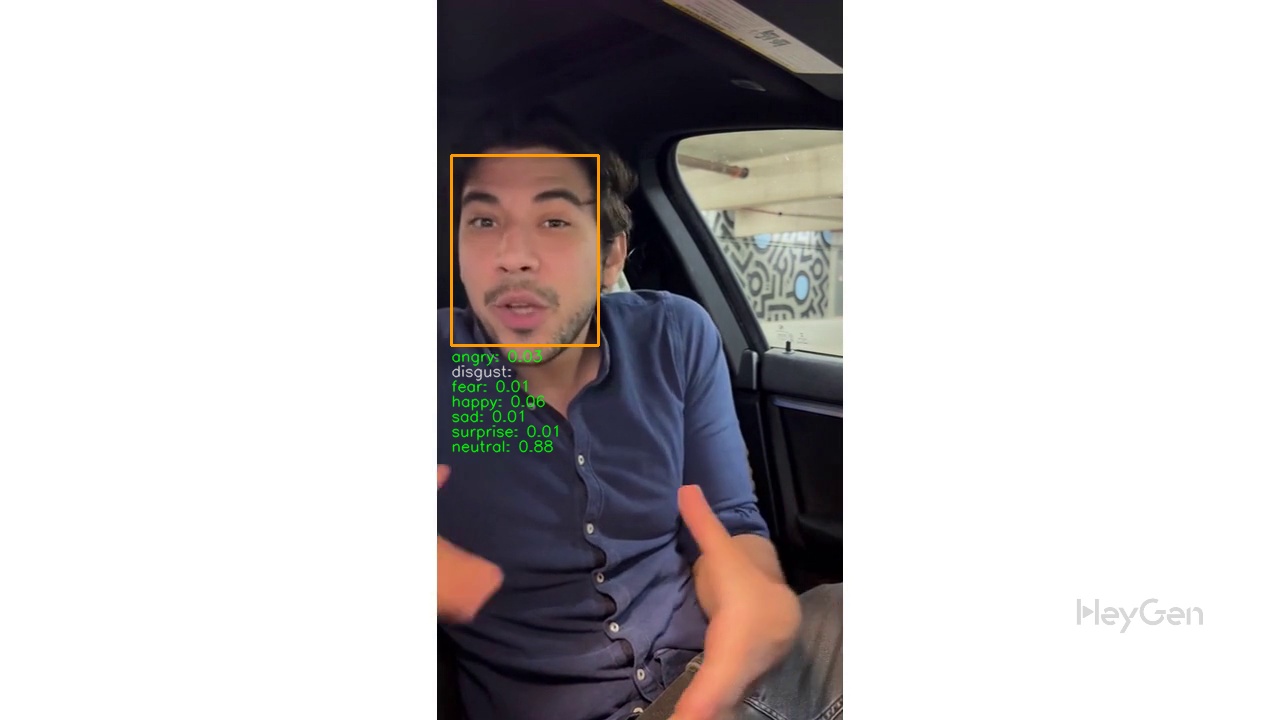 angry: 0.03
disgust:
fear: 0.01
happy: 0.06
sad: 0.01
surprise: 0.01
neutral: 0.88
HeyGen